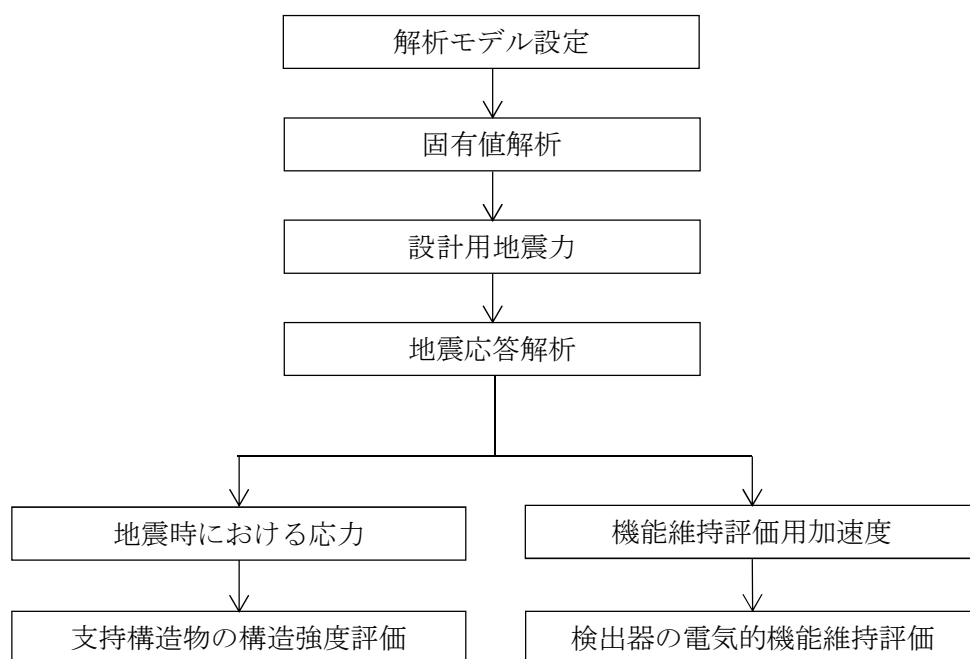 解析モデル設定
固有値解析
設計用地震力
地震応答解析
地震時における応力
機能維持評価用加速度
支持構造物の構造強度評価
検出器の電気的機能維持評価